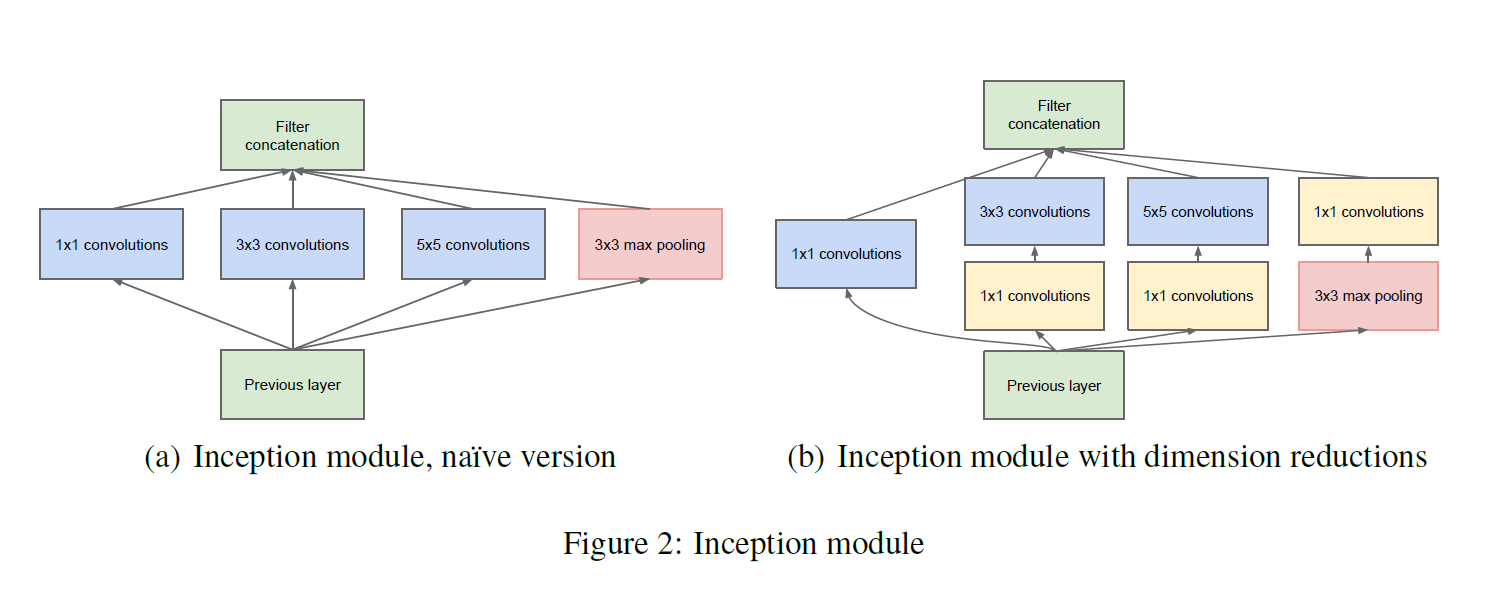 Filter
concatenation
1x1 convolutions
3x3 convolutions
5x5 convolutions
3x3 max pooling
Previous layer
(a) Inception module, naïve version
Filter
concatenation
3x3 convolutions
5x5 convolutions
1x1 convolutions
1x1 convolutions
1x1 convolutions
1x1 convolutions
3x3 max pooling
Previous layer
(b) Inception module with dimension reductions
Figure 2: Inception module